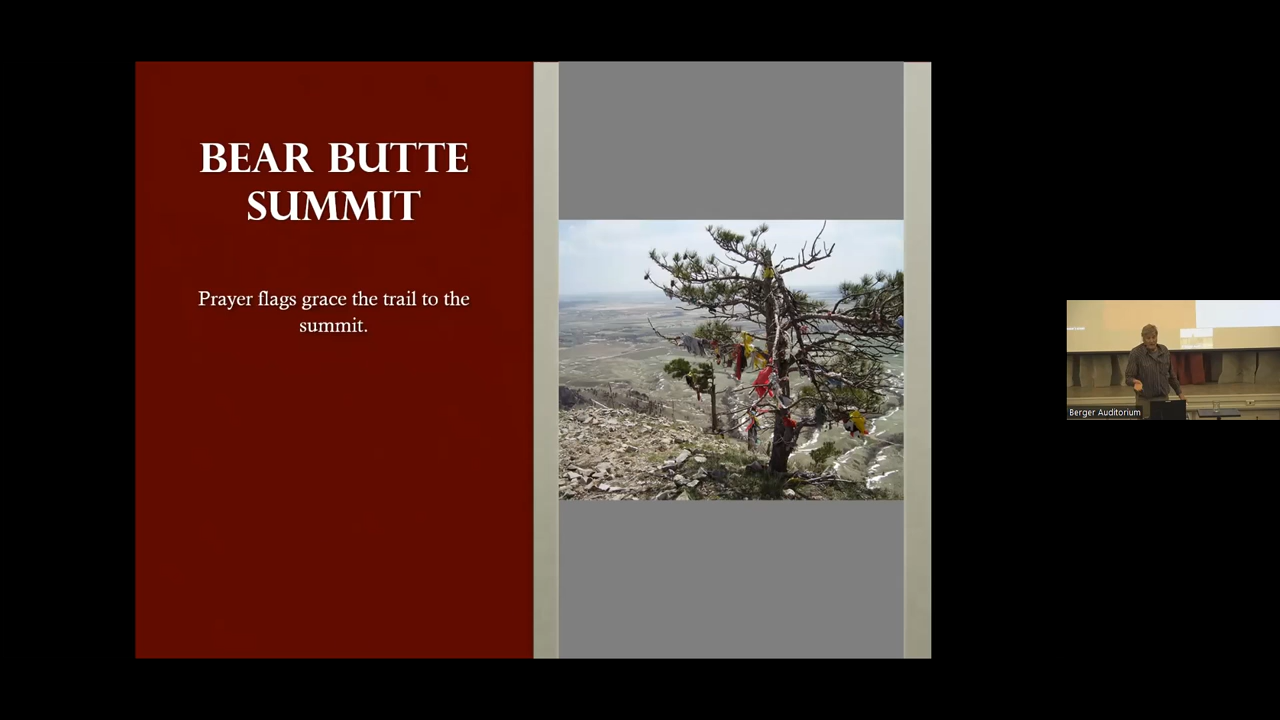 BEAR BUTTE
SUMMIT
Prayer flags grace the trail to the
summit.
Berger Auditorium